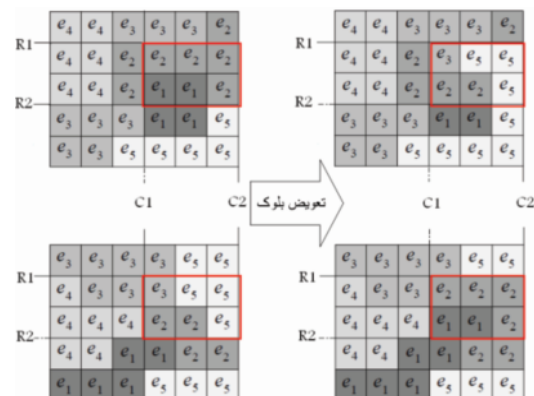 e4 e4 e3 e3 e3 e2
R1
e4 e4 e2 e2 e2 e2
e4 e4 e2 e1 e1 e2
R2
e3 e3 e3 e1 e1 e5
e3 e3 e5 e5 e5 e5
C1 C2
e4 e4 e3 e3 e3 e2
R1
e4 e4 e2 e3 e5 e5
e4 e4 e2 e2 e2 e5
R2
e3 e3 e3 e1 e1 e5
e3 e3 e5 e5 e5 e5
C1 C2
تعویض بلوک
e3 e3 e3 e3 e5 e5
R1
e4 e3 e3 e3 e5 e5
e4 e4 e4 e2 e2 e5
R2
e4 e4 e1 e1 e2 e2
e1 e1 e1 e5 e5 e5
e3 e3 e3 e3 e5 e5
R1
e4 e3 e3 e2 e2 e2
e4 e4 e4 e1 e1 e2
R2
e4 e4 e1 e1 e2 e2
e1 e1 e1 e5 e5 e5